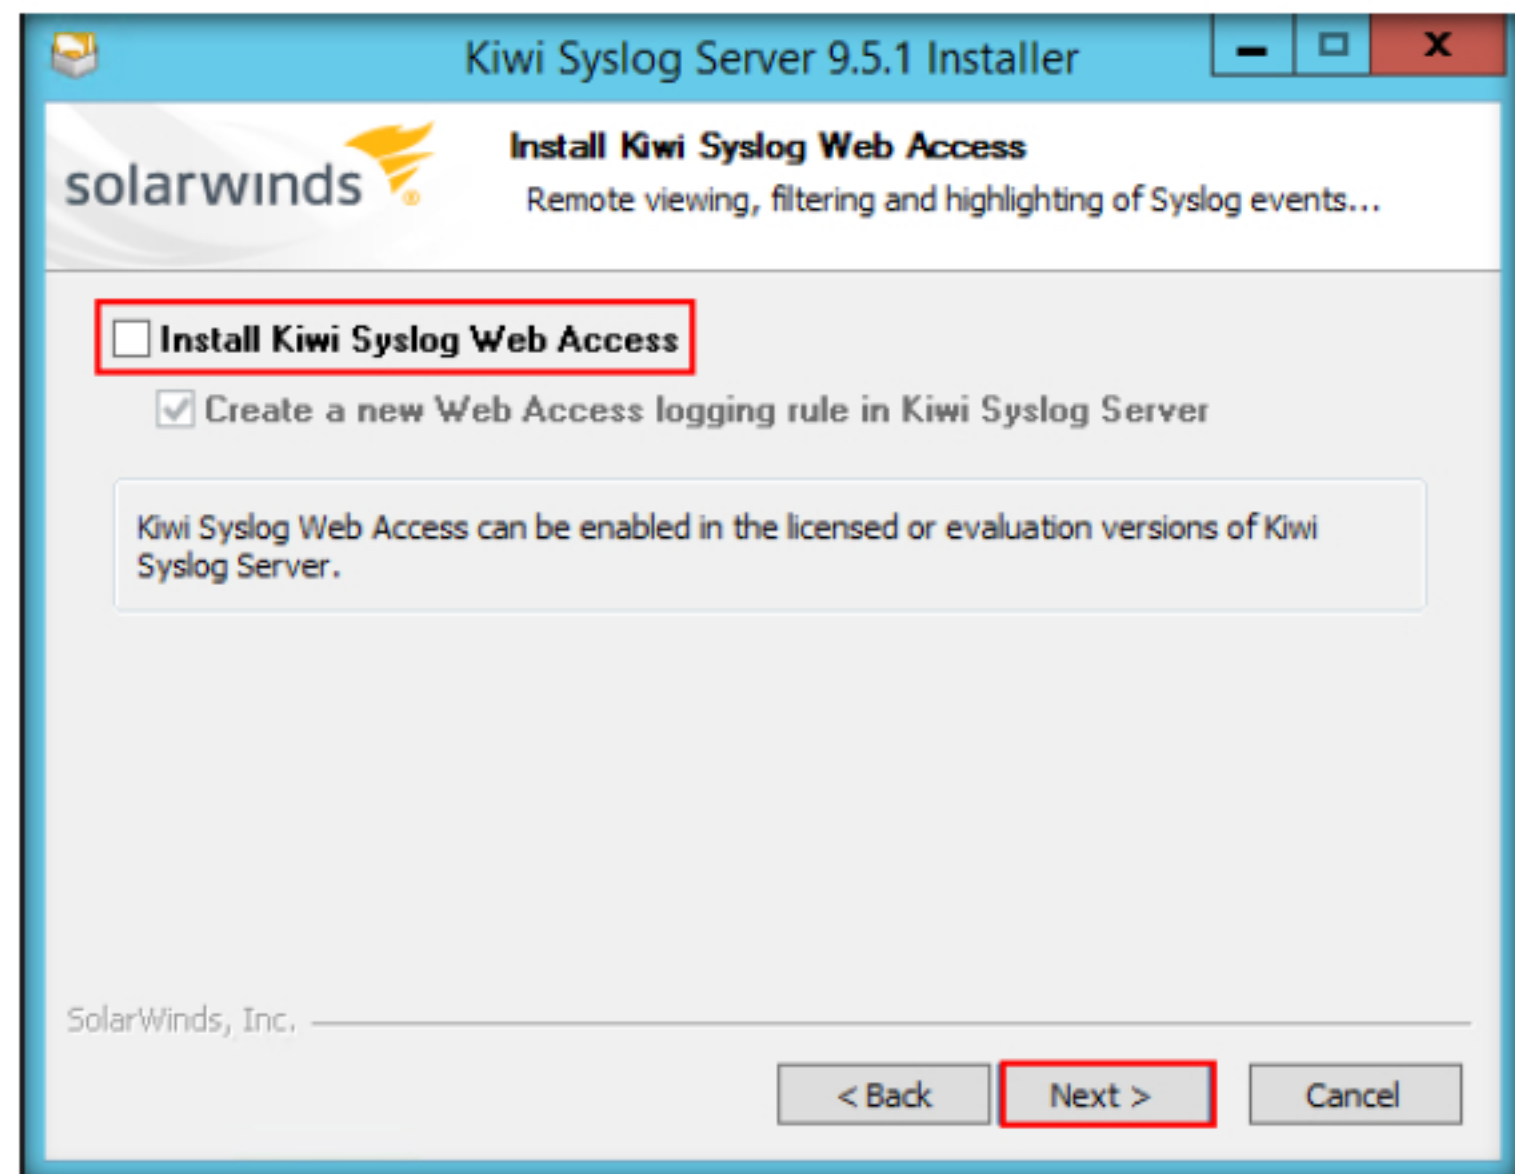 Kiwi Syslog Server 9.5.1 Installer
solarwinds
Install Kiwi Syslog Web Access
Remote viewing, filtering and highlighting of Syslog events...
Install Kiwi Syslog Web Access
Create a new Web Access logging rule in Kiwi Syslog Server
Kiwi Syslog Web Access can be enabled in the licensed or evaluation versions of Kiwi
Syslog Server.
SolarWinds, Inc.
< Back Next > Cancel